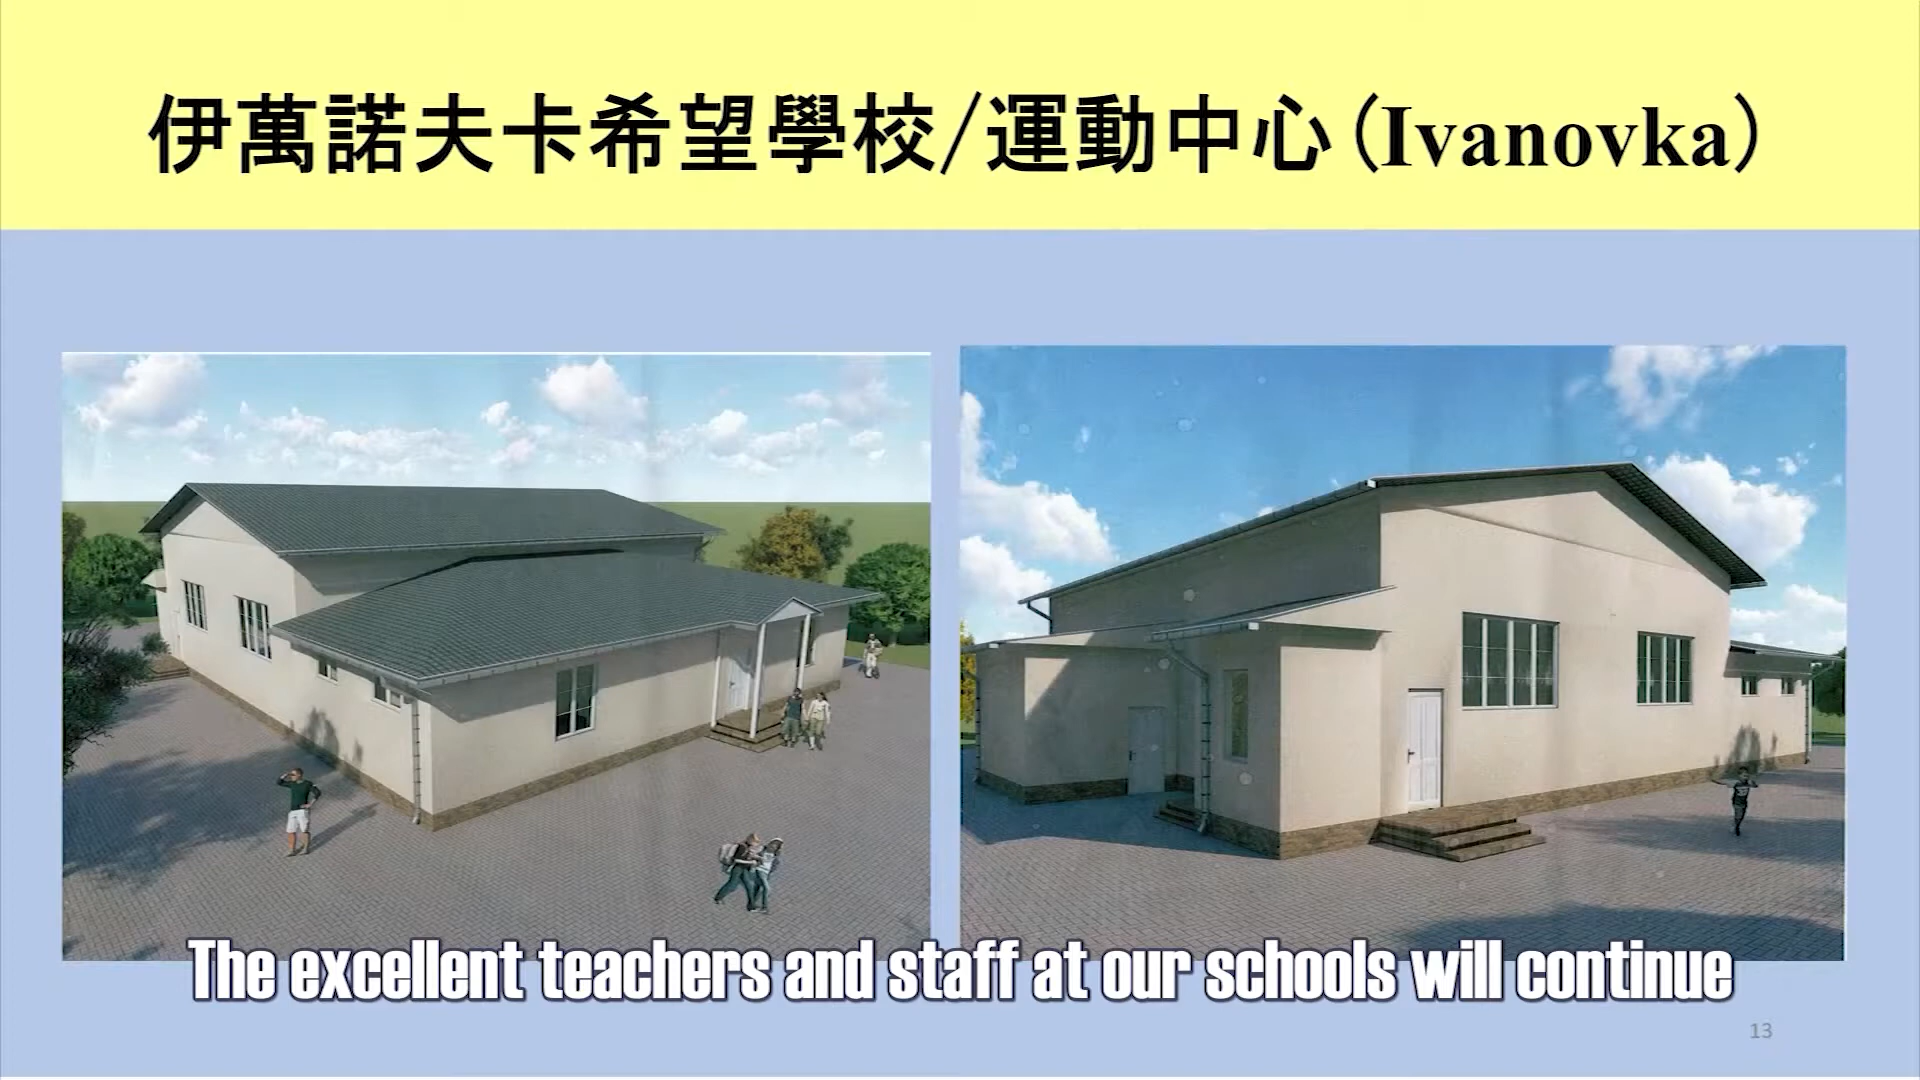 伊萬諾夫卡希望學校/運動中心(Ivanovka)
The excellent teachers and staff at our schools will continue
13